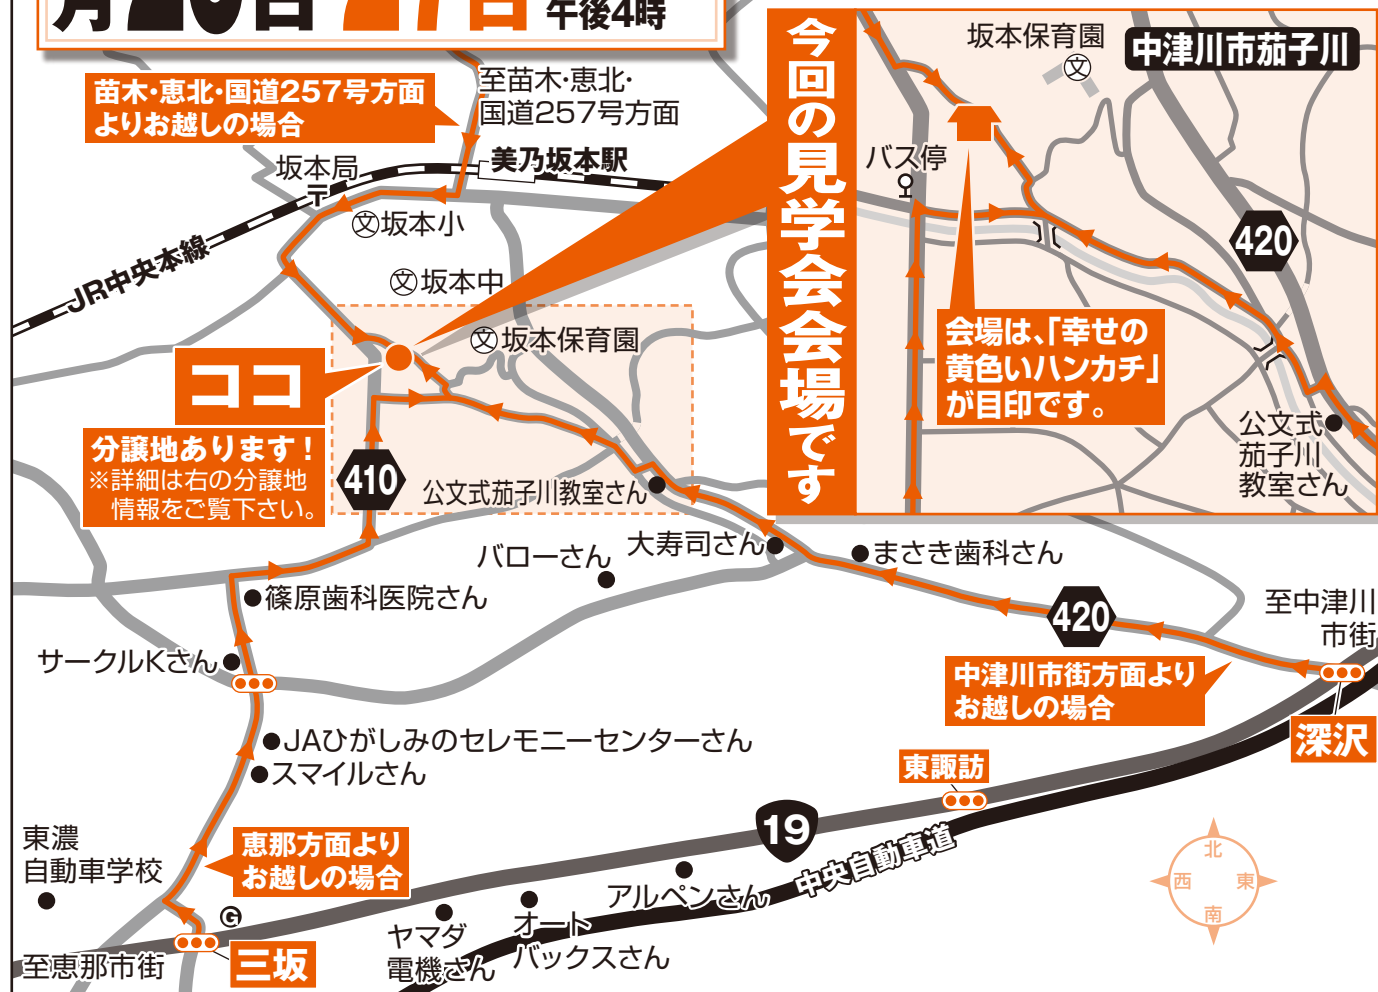 月26日27日
午後4時
苗木・恵北・国道257号方面
よりお越しの場合
至苗木・恵北・
国道257号方面
坂本局
美乃坂本駅
文坂本小
JR中央本線
文坂本中
文坂本保育園
ココ
分譲地あります！
※詳細は右の分譲地
情報をご覧下さい。
410
公文式茄子川教室さん
今回の見学会会場です
坂本保育園
文
中津川市茄子川
バス停
420
会場は、「幸せの
黄色いハンカチ」
が目印です。
公文式
茄子川
教室さん
バローさん
大寿司さん
まさき歯科さん
篠原歯科医院さん
420
至中津川
市街
サークルKさん
中津川市街方面より
お越しの場合
深沢
JAひがしみのセレモニーセンターさん
スマイルさん
東諏訪
19
中央自動車道
東濃
自動車学校
恵那方面より
お越しの場合
アルペンさん
G
ヤマダ
電機さん
オート
バックスさん
至恵那市街
三坂
北
西
東
南